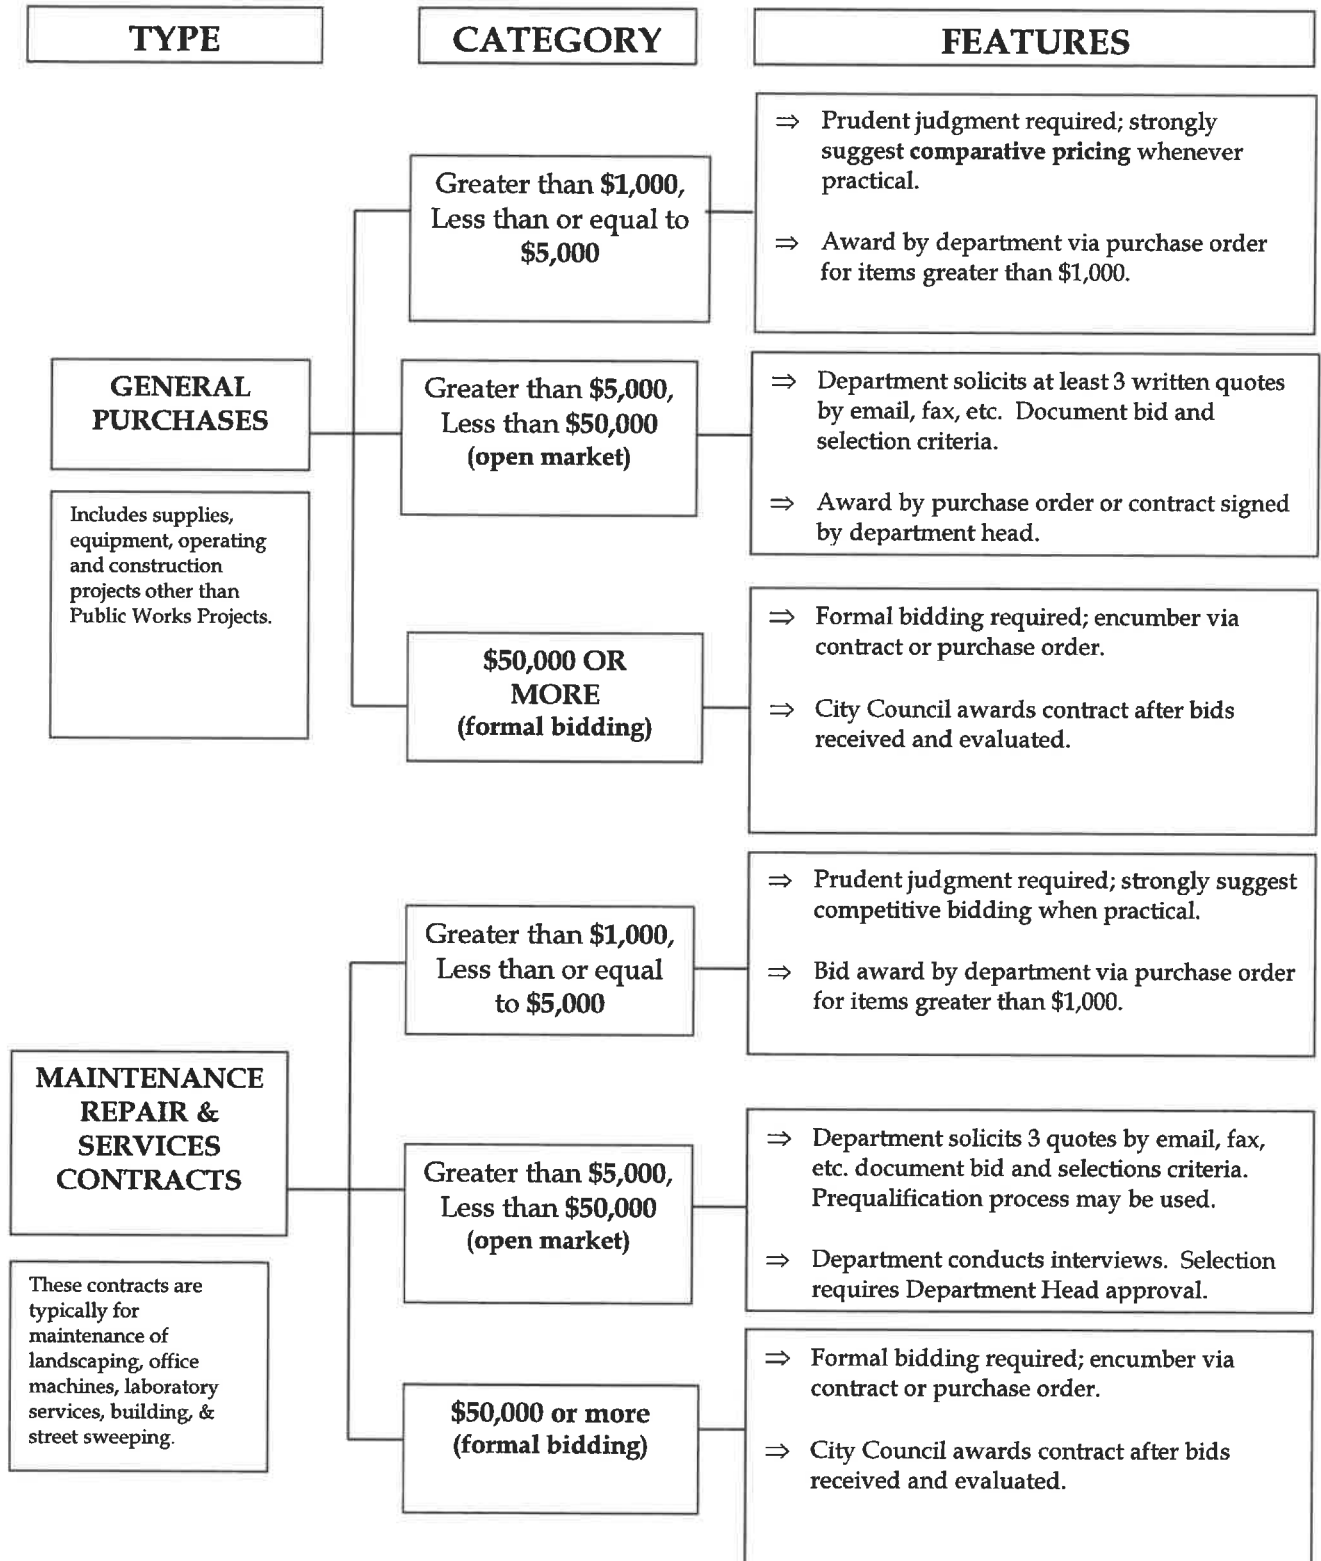 TYPE
CATEGORY
FEATURES
Greater than $1,000,
Less than or equal to
$5,000
⇒ Prudent judgment required; strongly
suggest comparative pricing whenever
practical.
⇒ Award by department via purchase order
for items greater than $1,000.
GENERAL
PURCHASES
Includes supplies,
equipment, operating
and construction
projects other than
Public Works Projects.
Greater than $5,000,
Less than $50,000
(open market)
⇒ Department solicits at least 3 written quotes
by email, fax, etc. Document bid and
selection criteria.
⇒ Award by purchase order or contract signed
by department head.
$50,000 OR
MORE
(formal bidding)
⇒ Formal bidding required; encumber via
contract or purchase order.
⇒ City Council awards contract after bids
received and evaluated.
Greater than $1,000,
Less than or equal
to $5,000
⇒ Prudent judgment required; strongly suggest
competitive bidding when practical.
⇒ Bid award by department via purchase order
for items greater than $1,000.
MAINTENANCE
REPAIR &
SERVICES
CONTRACTS
These contracts are
typically for
maintenance of
landscaping, office
machines, laboratory
services, building, &
street sweeping.
Greater than $5,000,
Less than $50,000
(open market)
⇒ Department solicits 3 quotes by email, fax,
etc. document bid and selections criteria.
Prequalification process may be used.
⇒ Department conducts interviews. Selection
requires Department Head approval.
$50,000 or more
(formal bidding)
⇒ Formal bidding required; encumber via
contract or purchase order.
⇒ City Council awards contract after bids
received and evaluated.